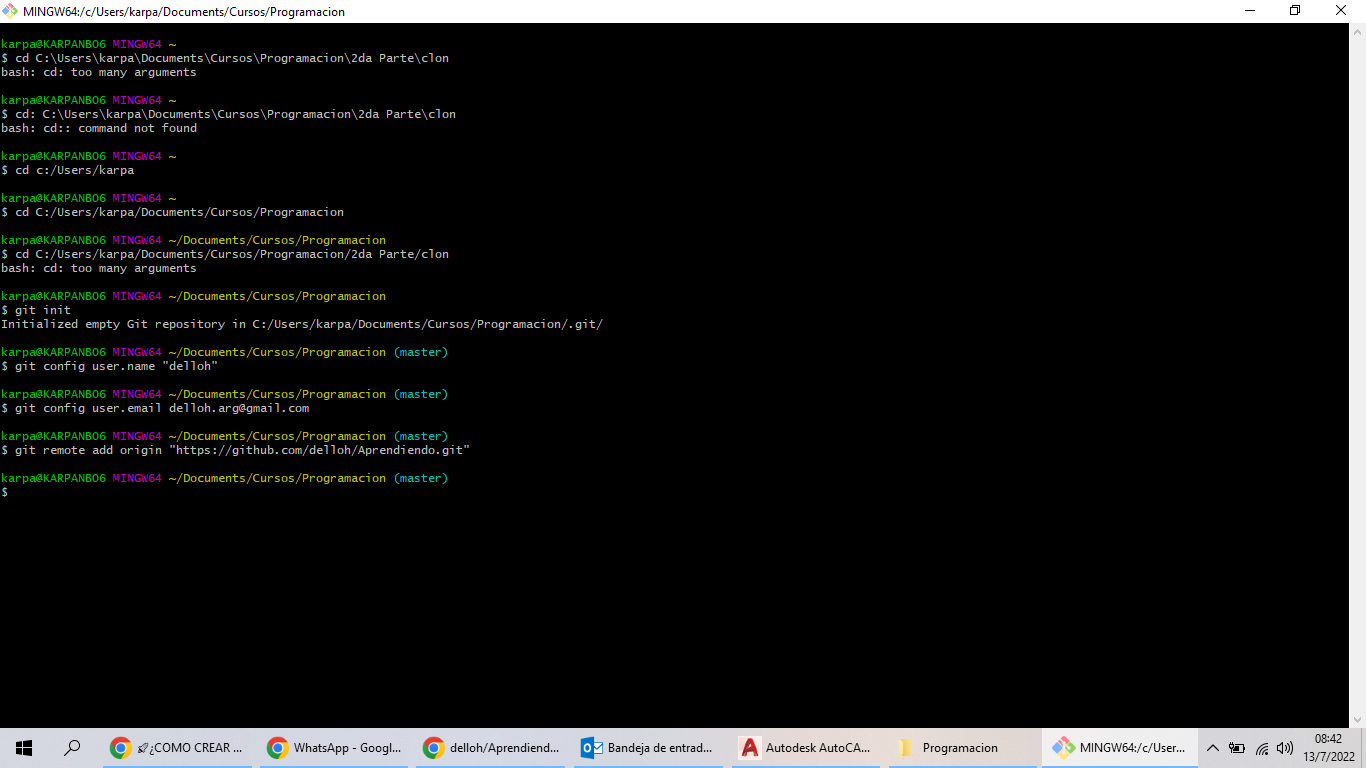 MINGW64:/c/Users/karpa/Documents/Cursos/Programacion
karpa@KARPANB06 MINGW64 ~
$ cd C:\Users\karpa\Documents\Cursos\Programacion\2da Parte\clon
bash: cd: too many arguments
karpa@KARPANB06 MINGW64 ~
$ cd: C:\Users\karpa\Documents\Cursos\Programacion\2da Parte\clon
bash: cd:: command not found
karpa@KARPANB06 MINGW64 ~
$ cd c:/Users/karpa
karpa@KARPANB06 MINGW64 ~
$ cd C:/Users/karpa/Documents/Cursos/Programacion
karpa@KARPANB06 MINGW64 ~/Documents/Cursos/Programacion
$ cd C:/Users/karpa/Documents/Cursos/Programacion/2da Parte/clon
bash: cd: too many arguments
karpa@KARPANB06 MINGW64 ~/Documents/Cursos/Programacion
$ git init
Initialized empty Git repository in C:/Users/karpa/Documents/Cursos/Programacion/.git/
karpa@KARPANB06 MINGW64 ~/Documents/Cursos/Programacion (master)
$ git config user.name "delloh"
karpa@KARPANB06 MINGW64 ~/Documents/Cursos/Programacion (master)
$ git config user.email delloh.arg@gmail.com
karpa@KARPANB06 MINGW64 ~/Documents/Cursos/Programacion (master)
$ git remote add origin "https://github.com/delloh/Aprendiendo.git"
karpa@KARPANB06 MINGW64 ~/Documents/Cursos/Programacion (master)
$
¿COMO CREAR ... WhatsApp - Googl... delloh/Aprendiend... Bandeja de entrad... Autodesk AutoCA... Programacion MINGW64:/c/User... 08:42
13/7/2022